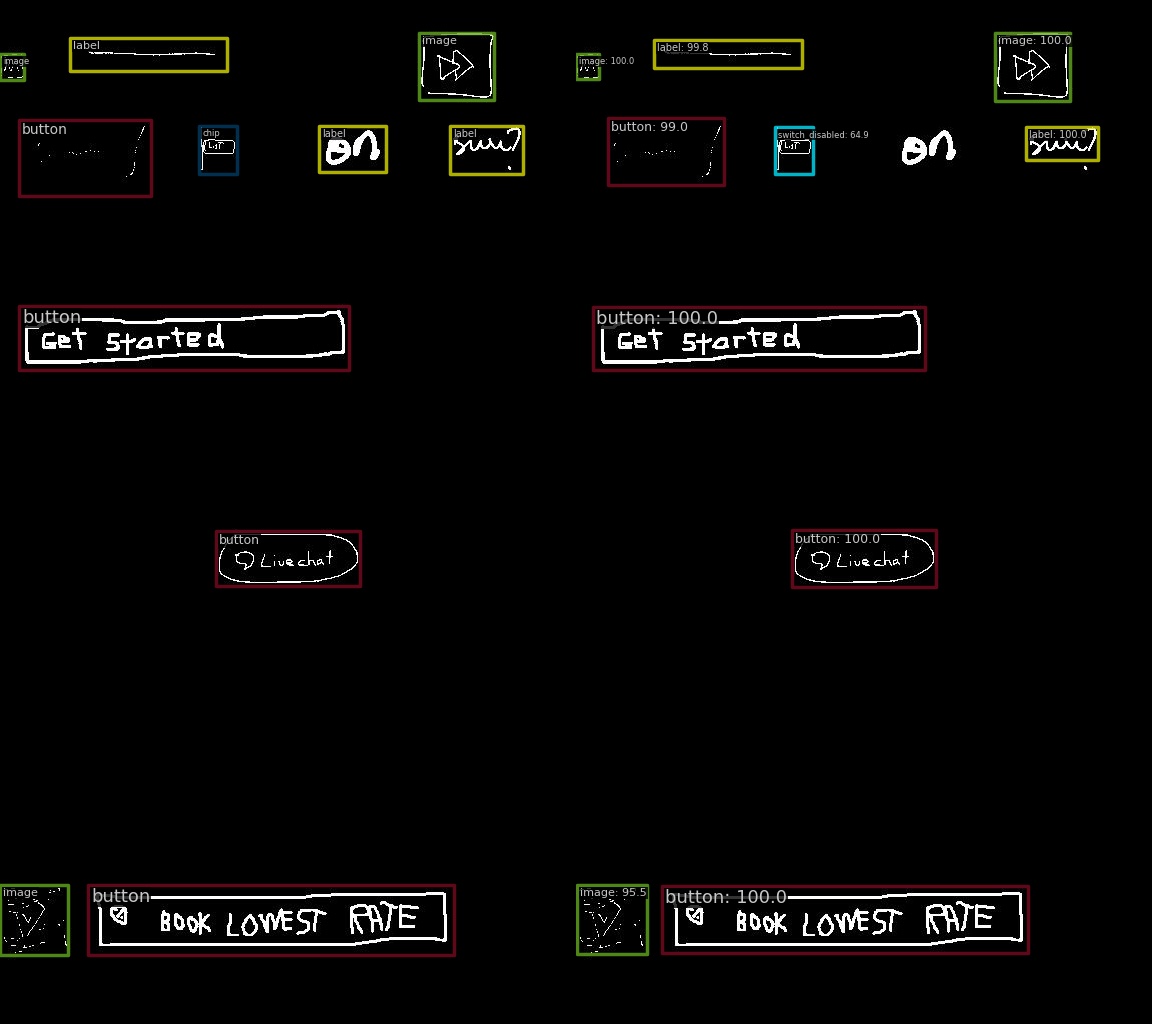 image label image image: 100.0 label: 99.8 image: 100.0
button chip label label button: 99.0 switch_disabled: 64.9 label: 100.0
on on
button button: 100.0
Get Started Get Started
button button: 100.0
Livechat Livechat
image button image: 95.5 button: 100.0
BOOK LOWEST RATE BOOK LOWEST RATE